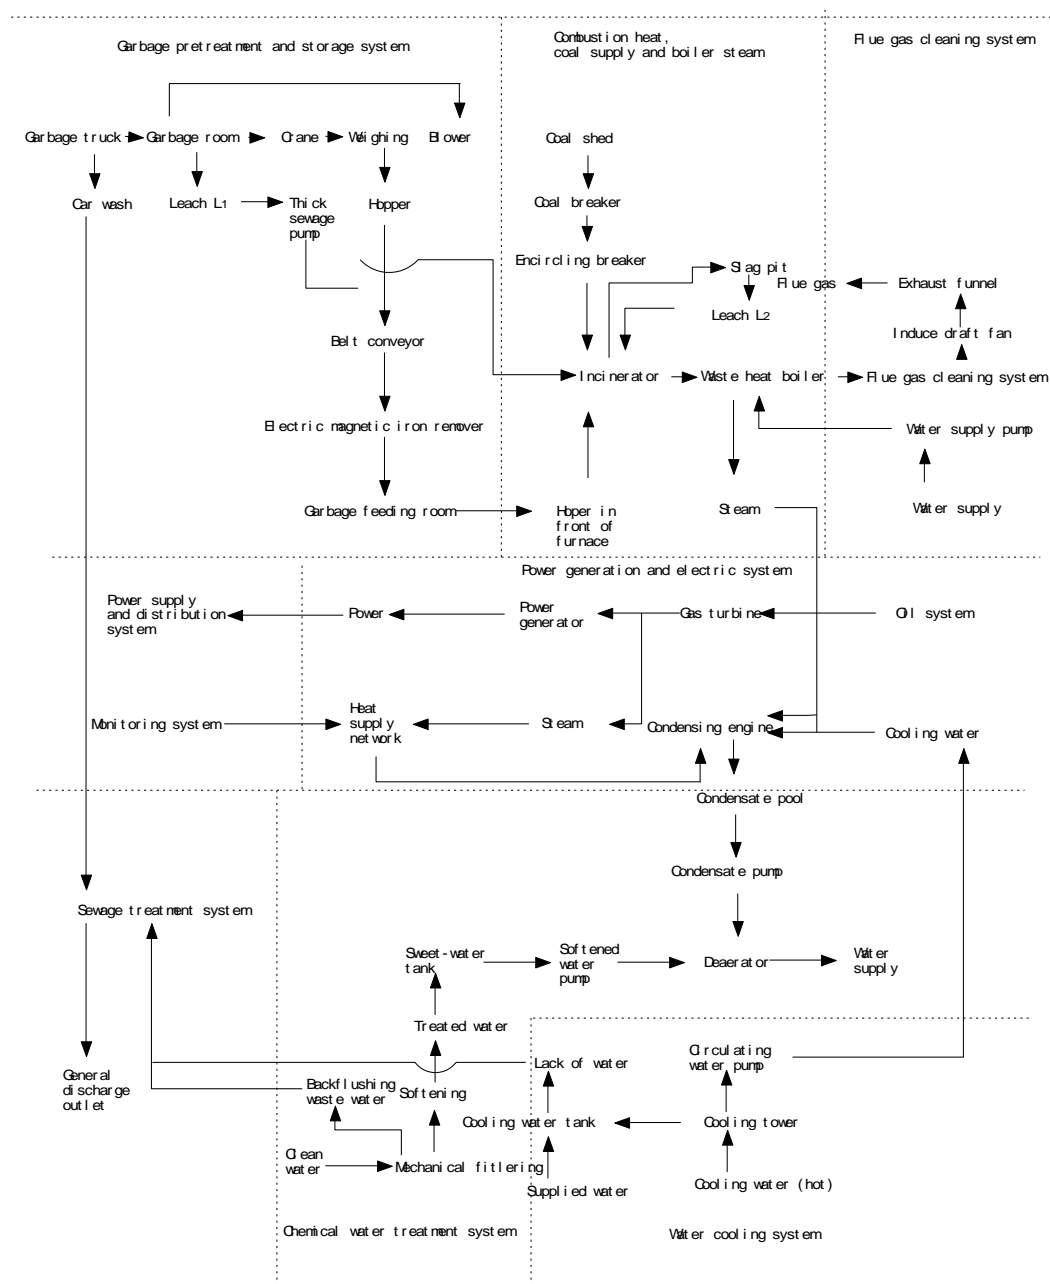 Garbage pretreatment and storage system
Combustion heat,
coal supply and boiler steam
Flue gas cleaning system
Garbage truck
Garbage room
Crane
Weighing
Blower
Coal shed
Car wash
Leach L1
Thick
sewage
pump
Hopper
Coal breaker
Encircling breaker
Slag pit
Flue gas
Exhaust funnel
Leach L2
Induce draft fan
Belt conveyor
Incinerator
Waste heat boiler
Flue gas cleaning system
Electric magnetic iron remover
Water supply pump
Garbage feeding room
Hoper in
front of
furnace
Steam
Water supply
Power generation and electric system
Power supply
and distribution
system
Power
Power
generator
Gas turbine
Oil system
Monitoring system
Heat
supply
network
Steam
Condensing engine
Cooling water
Condensate pool
Condensate pump
Sewage treatment system
Sweet-water
tank
Softened
water
pump
Deaerator
Water
supply
Treated water
General
discharge
outlet
Backflushing
waste water
Softening
Lack of water
Circulating
water pump
Cooling water tank
Cooling tower
Clean
water
Mechanical fitlering
Supplied water
Cooling water (hot)
Chemical water treatment system
Water cooling system